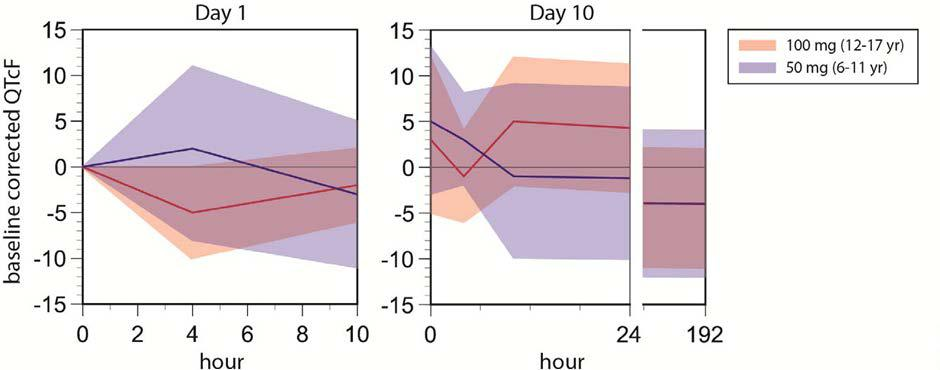 Day 1
Day 10
baseline corrected QTcF
15
10
5
0
-5
-10
-15
0 2 4 6 8 10
hour
15
10
5
0
-5
-10
-15
0 24 192
hour
100 mg (12-17 yr)
50 mg (6-11 yr)